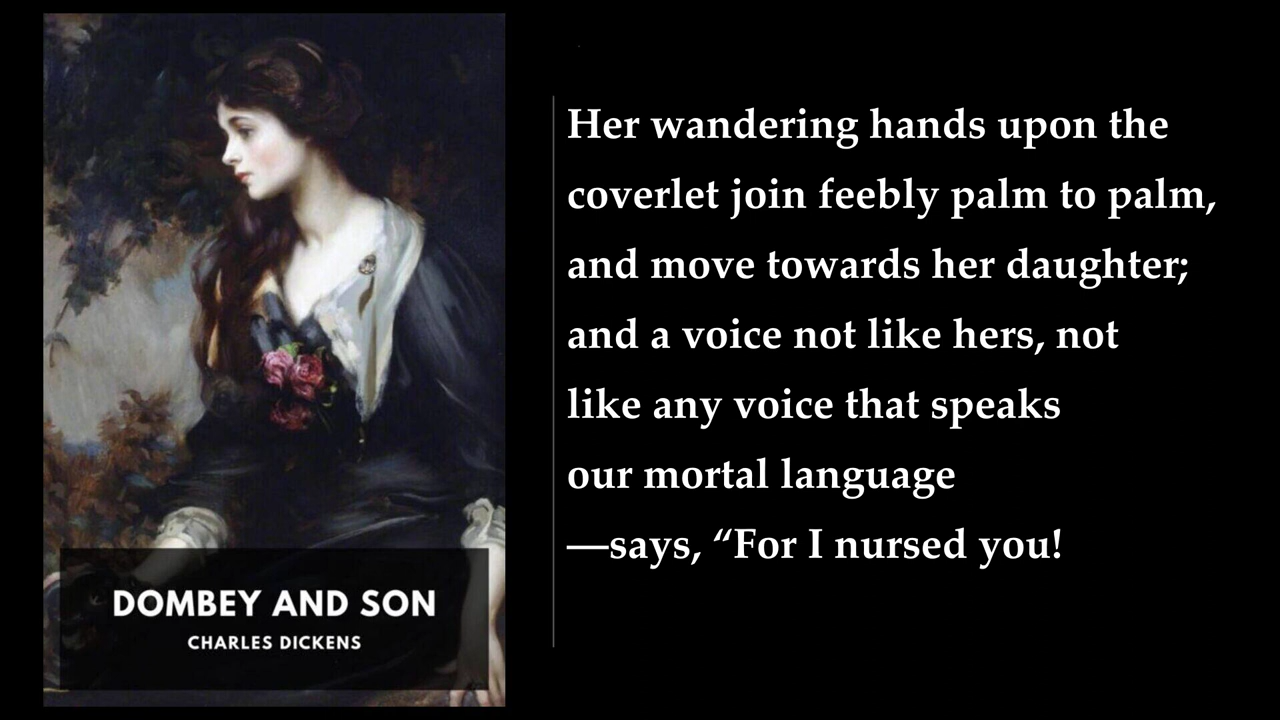 Her wandering hands upon the
coverlet join feebly palm to palm,
and move towards her daughter;
and a voice not like hers, not
like any voice that speaks
our mortal language
—says, “For I nursed you!
DOMBEY AND SON
CHARLES DICKENS